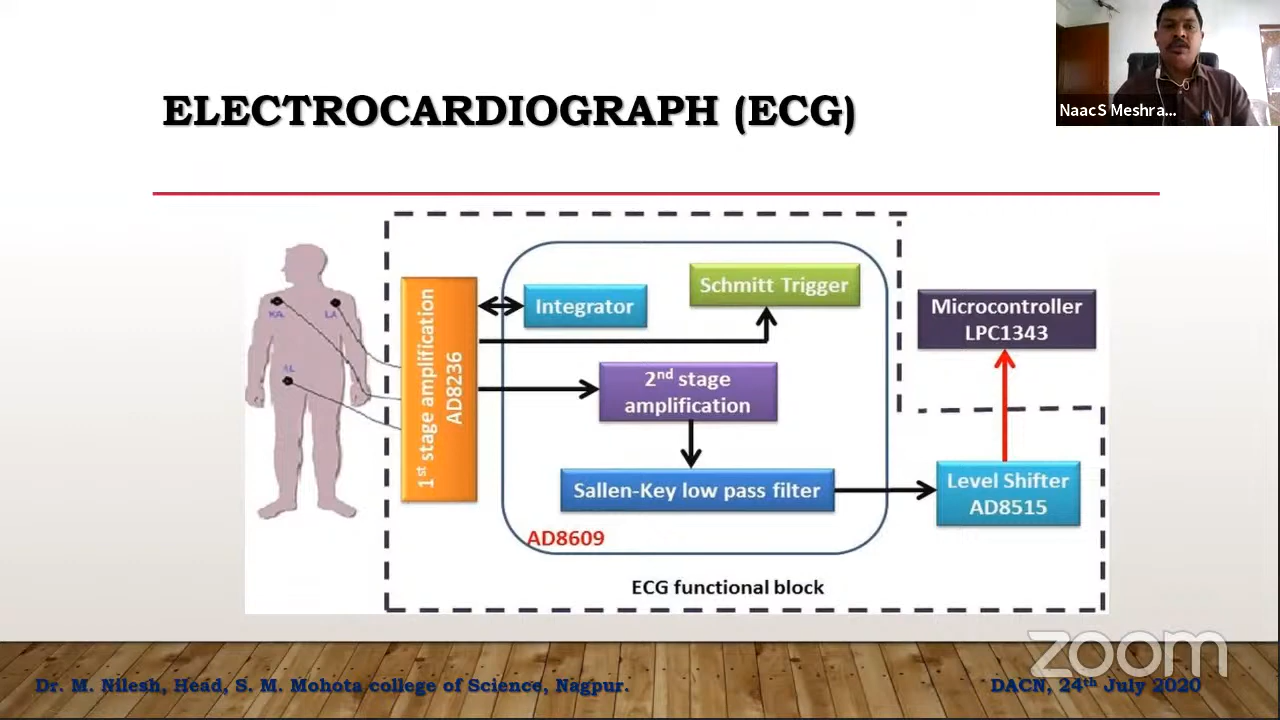 NaacS Meshra...
ELECTROCARDIOGRAPH (ECG)
RA
LA
1st stage amplification
AD8236
Integrator
Schmitt Trigger
2nd stage
amplification
Sallen-Key low pass filter
AD8609
Microcontroller
LPC1343
Level Shifter
AD8515
ECG functional block
zoom
Dr. M. Nilesh, Head, S. M. Mohota college of Science, Nagpur.
DACN, 24th July 2020